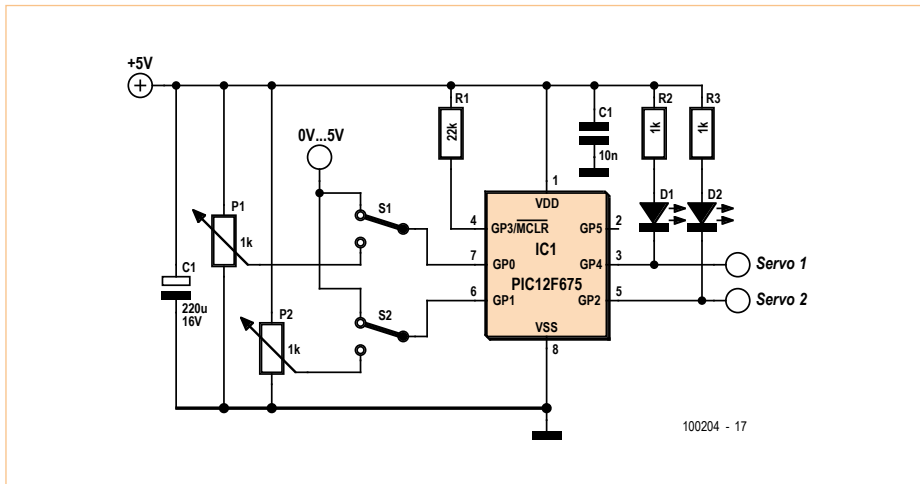 +5V
R1
22k
C1
10n
R2
1k
R3
1k
0V...5V
P1
1k
S1
1
VDD
D1
D2
4
GP3/MCLR
GP5
2
IC1
7
GP0
GP4
3
Servo 1
C1
220u
16V
PIC12F675
P2
1k
S2
6
GP1
GP2
5
Servo 2
VSS
8
100204 - 17